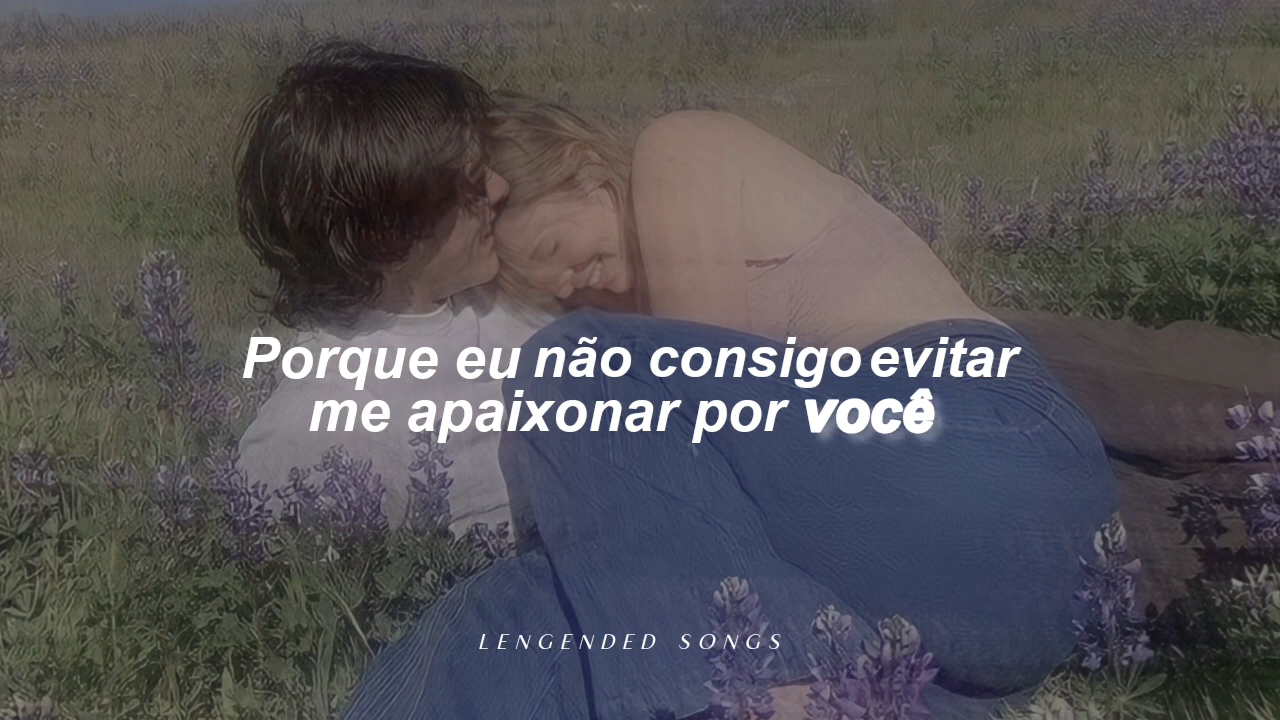 Porque eu não consigo evitar
me apaixonar por você
LENGENDED SONGS